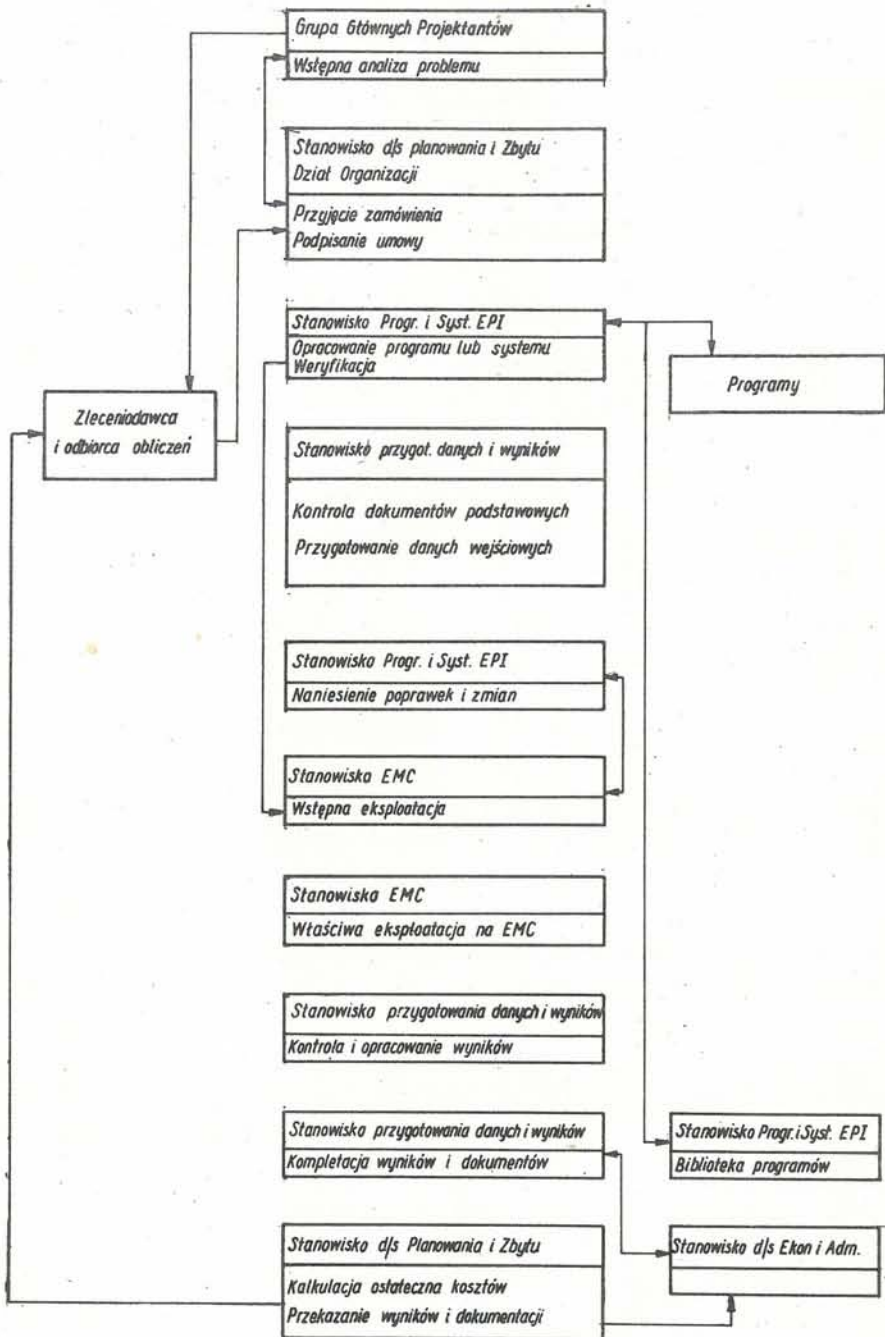 Grupa Głównych Projektantów
Wstępna analiza problemu
Stanowisko d/s planowania i Zbytu
Dział Organizacji
Przyjęcie zamówienia
Podpisanie umowy
Stanowisko Progr. i Syst. EPI
Opracowanie programu lub systemu
Weryfikacja
Programy
Zleceniodawca
i odbiorca obliczeń
Stanowisko przygot. danych i wyników
Kontrola dokumentów podstawowych
Przygotowanie danych wejściowych
Stanowisko Progr. i Syst. EPI
Naniesienie poprawek i zmian
Stanowiska EMC
Wstępna eksploatacja
Stanowiska EMC
Właściwa eksploatacja na EMC
Stanowiska przygotowania danych i wyników
Kontrola i opracowanie wyników
Stanowiska przygotowania danych i wyników
Kompletacja wyników i dokumentów
Stanowisko Progr. i Syst. EPI
Biblioteka programów
Stanowisko d/s Planowania i Zbytu
Kalkulacja ostateczna kosztów
Przekazanie wyników i dokumentacji
Stanowisko d/s Ekon i Adm.